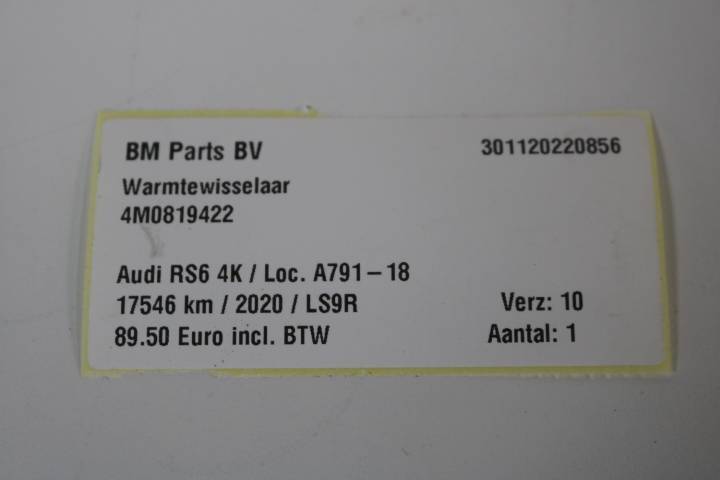 BM Parts BV 301120220856
Warmtewisselaar
4M0819422
Audi RS6 4K / Loc. A791-18
17546 km / 2020 / LS9R Verz: 10
89.50 Euro incl. BTW Aantal: 1